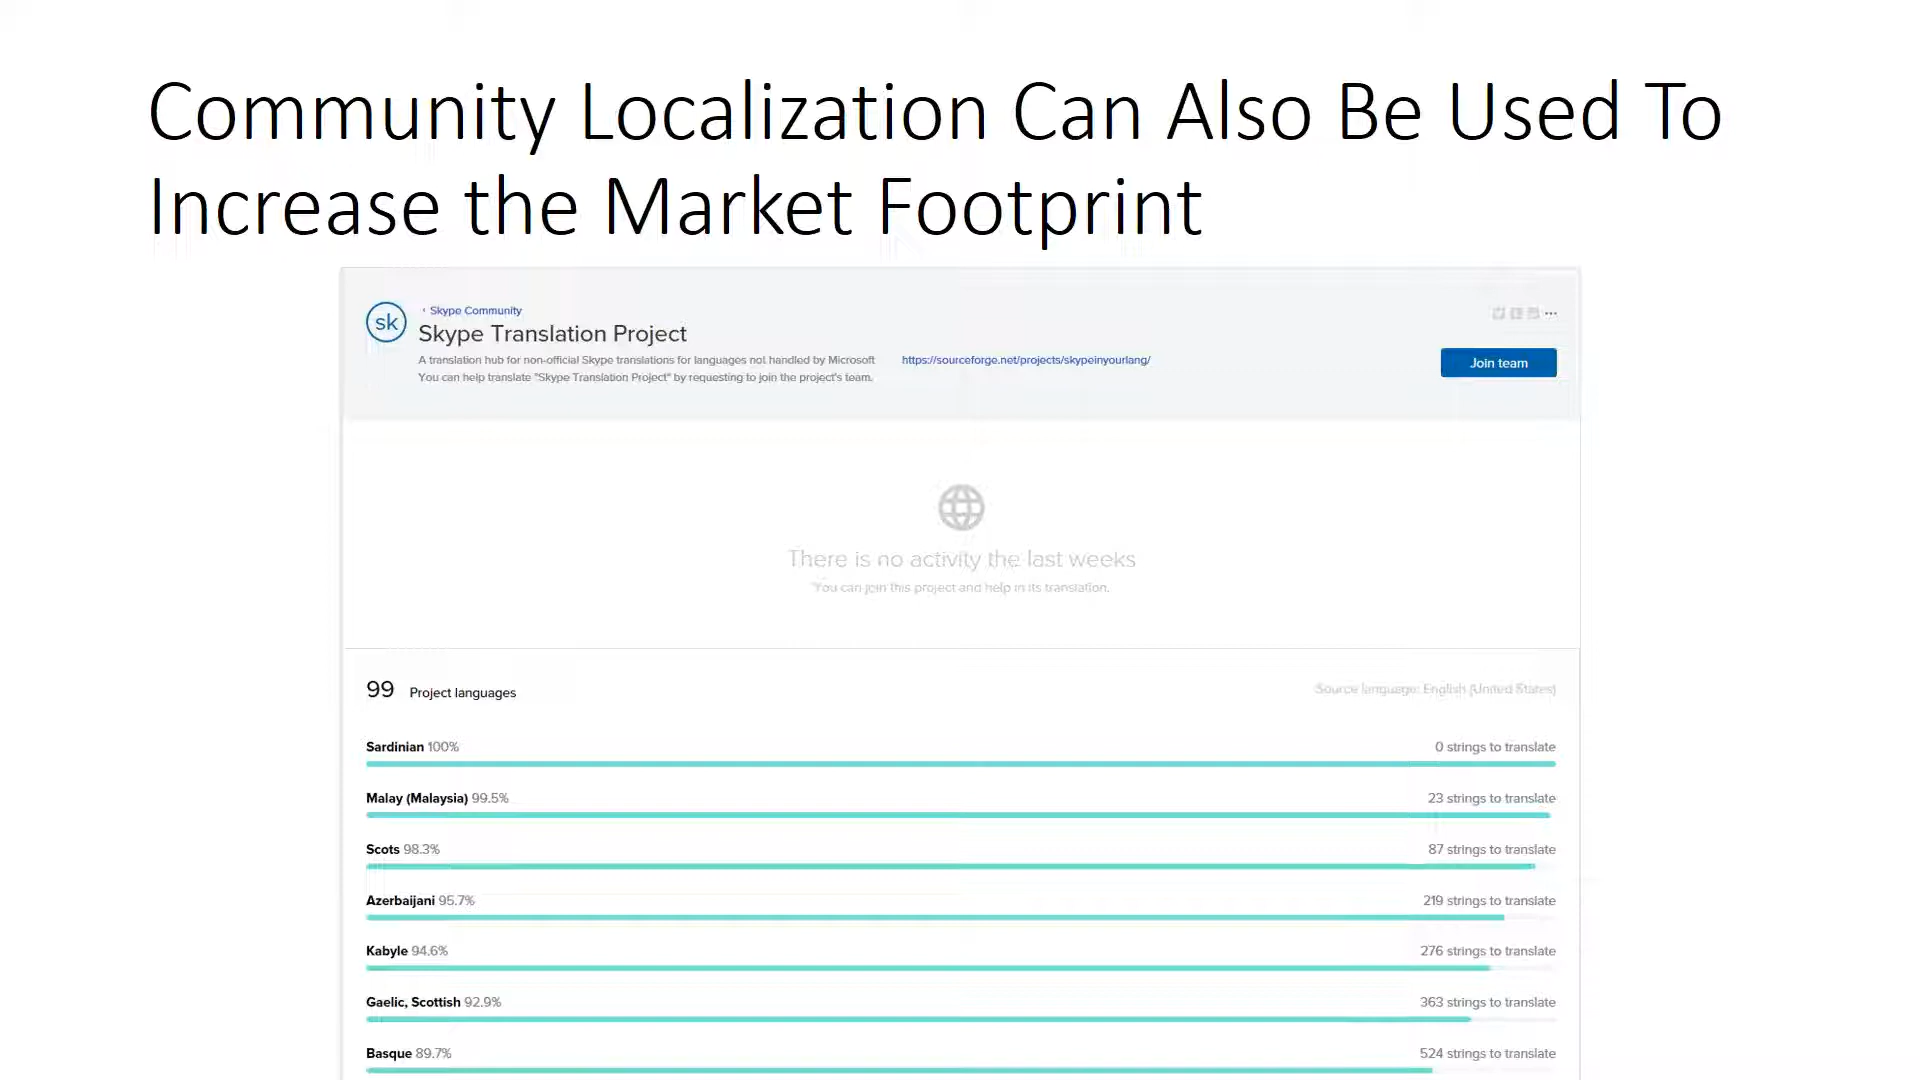 Community Localization Can Also Be Used To
Increase the Market Footprint
sk
‹ Skype Community
Skype Translation Project
A translation hub for non-official Skype translations for languages not handled by Microsoft https://sourceforge.net/projects/skypeinyourlang/
You can help translate "Skype Translation Project" by requesting to join the project's team.
Join team
There is no activity the last weeks
You can join this project and help in its translation.
99 Project languages
Source language: English (United States)
Sardinian 100% 0 strings to translate
Malay (Malaysia) 99.5% 23 strings to translate
Scots 98.3% 87 strings to translate
Azerbaijani 95.7% 219 strings to translate
Kabyle 94.6% 276 strings to translate
Gaelic, Scottish 92.9% 363 strings to translate
Basque 89.7% 524 strings to translate